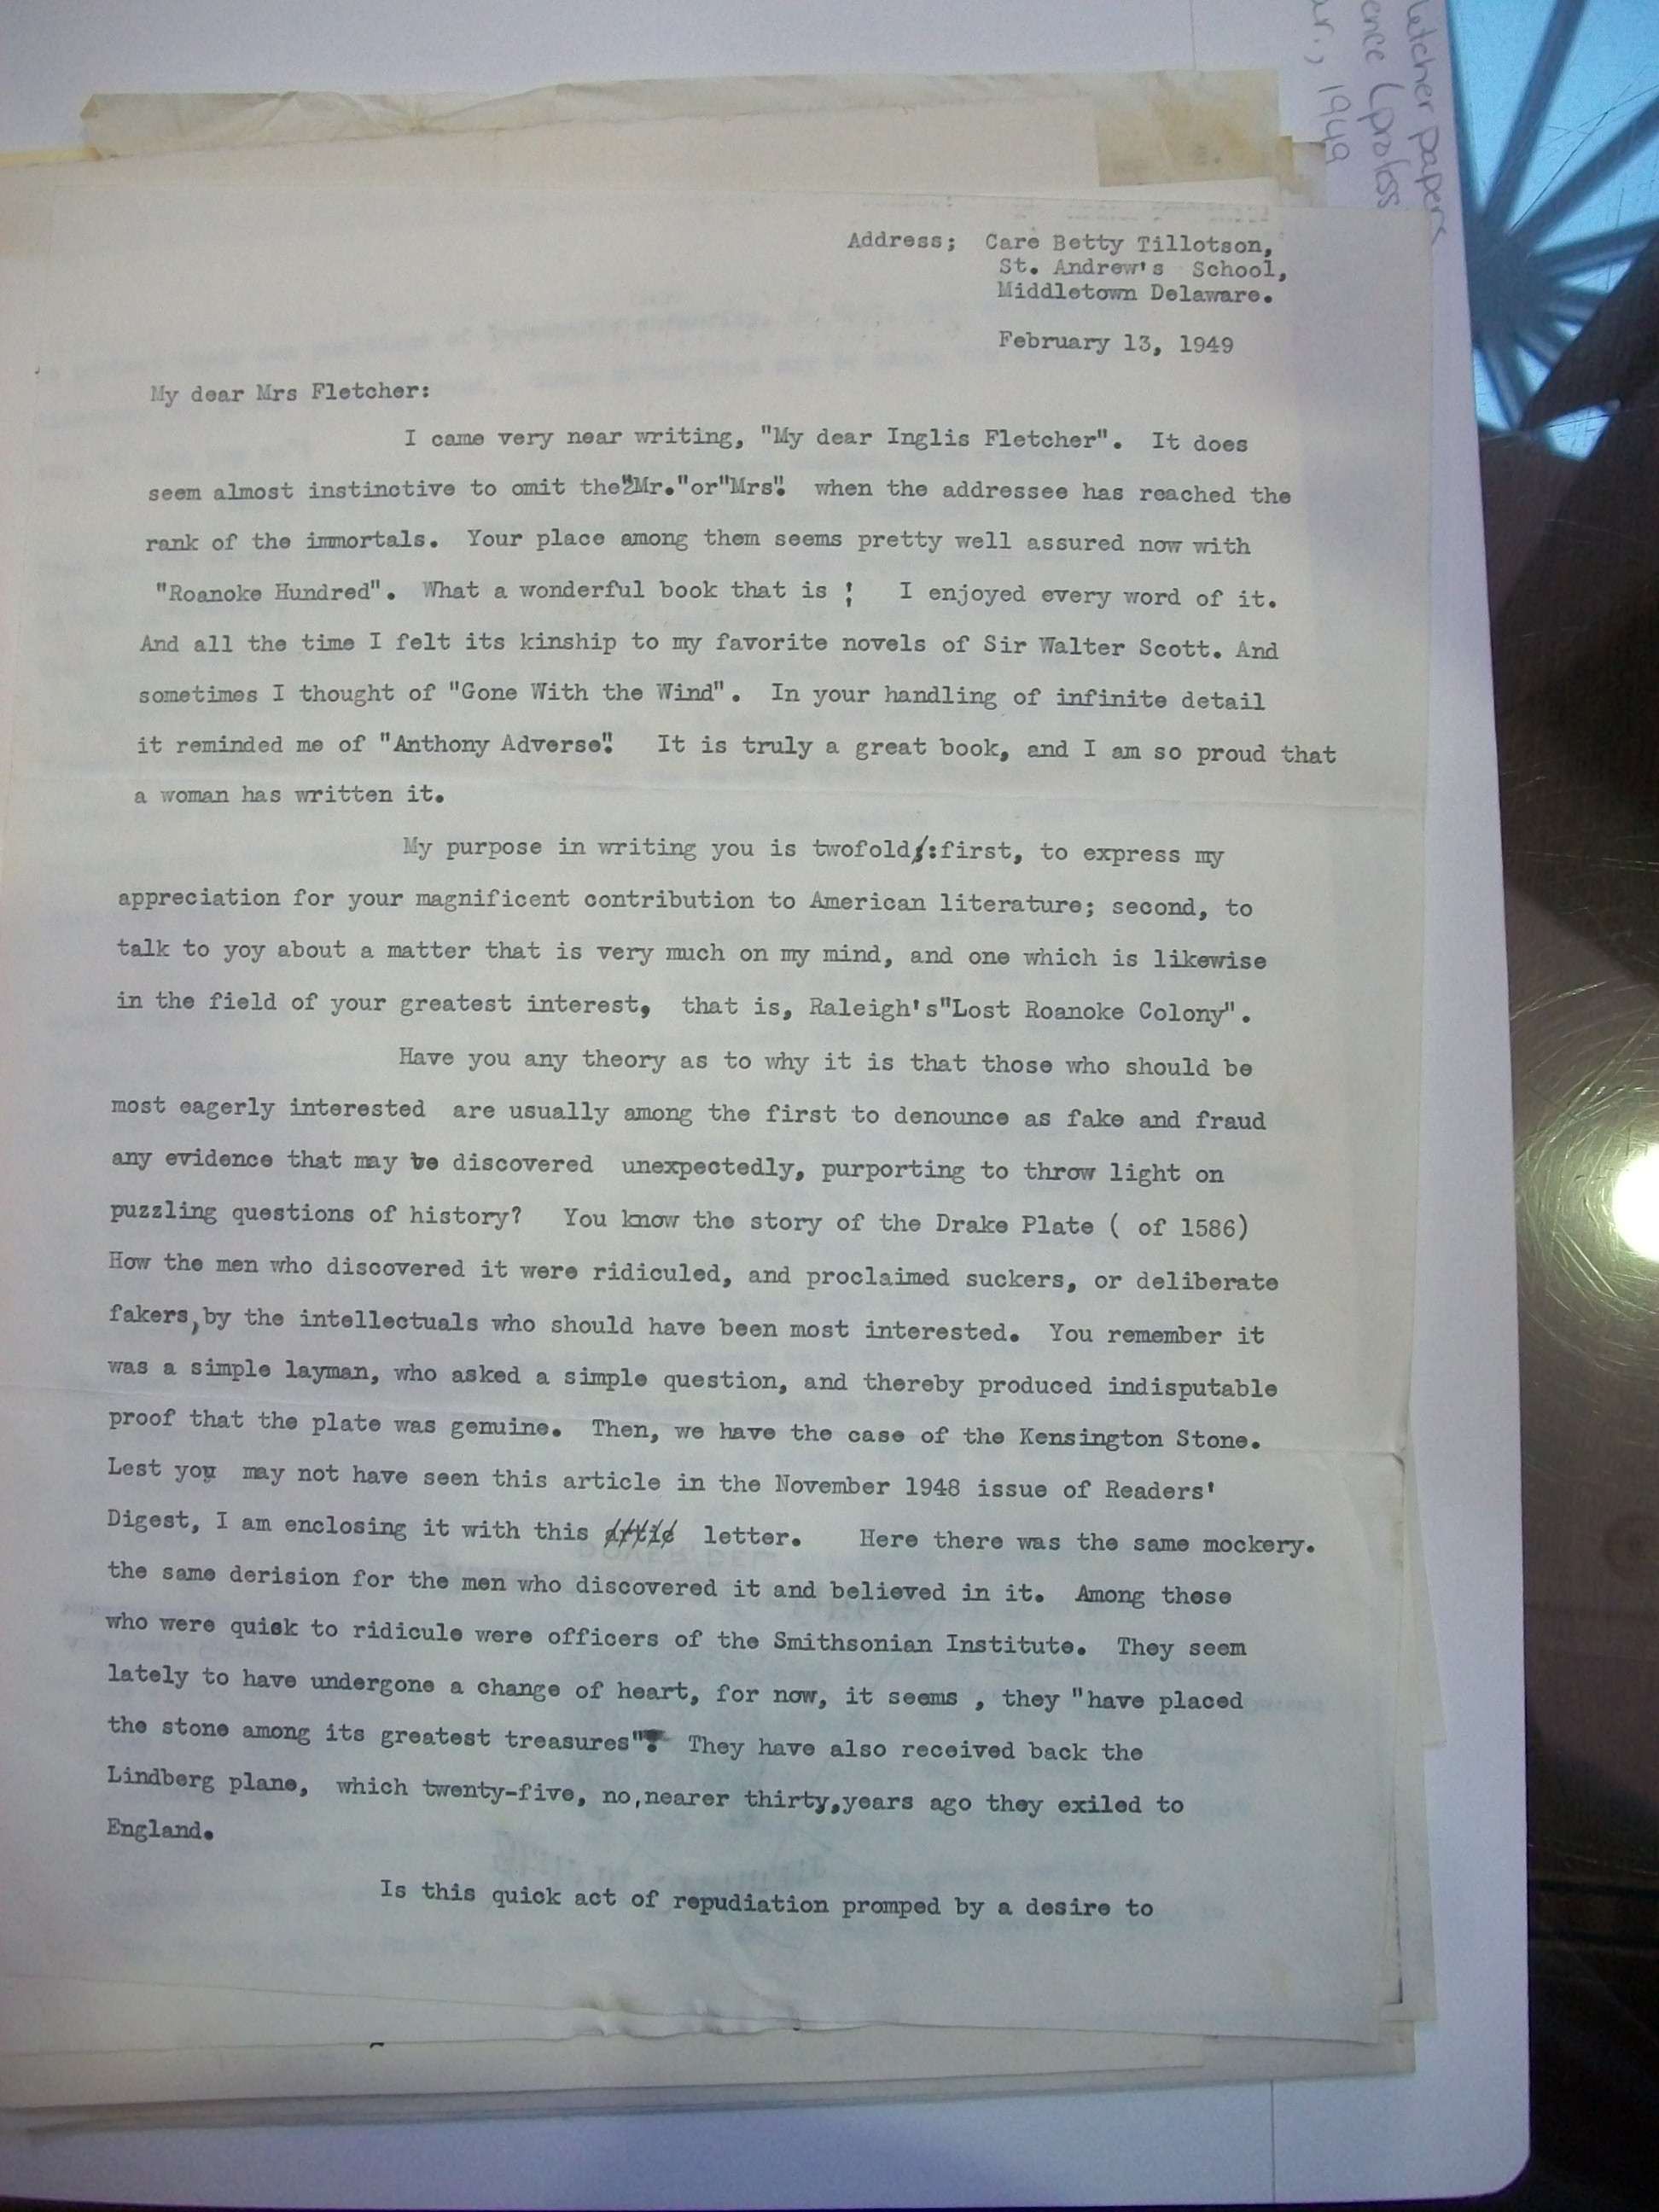 etcher papers
ence (profess
ar., 1949
Address; Care Betty Tillotson,
St. Andrew's School,
Middletown Delaware.
February 13, 1949
My dear Mrs Fletcher:
I came very near writing, "My dear Inglis Fletcher". It does
seem almost instinctive to omit the "Mr." or "Mrs". when the addressee has reached the
rank of the immortals. Your place among them seems pretty well assured now with
"Roanoke Hundred". What a wonderful book that is ! I enjoyed every word of it.
And all the time I felt its kinship to my favorite novels of Sir Walter Scott. And
sometimes I thought of "Gone With the Wind". In your handling of infinite detail
it reminded me of "Anthony Adverse". It is truly a great book, and I am so proud that
a woman has written it.
My purpose in writing you is twofold: first, to express my
appreciation for your magnificent contribution to American literature; second, to
talk to yoy about a matter that is very much on my mind, and one which is likewise
in the field of your greatest interest, that is, Raleigh's "Lost Roanoke Colony".
Have you any theory as to why it is that those who should be
most eagerly interested are usually among the first to denounce as fake and fraud
any evidence that may be discovered unexpectedly, purporting to throw light on
puzzling questions of history? You know the story of the Drake Plate ( of 1586)
How the men who discovered it were ridiculed, and proclaimed suckers, or deliberate
fakers, by the intellectuals who should have been most interested. You remember it
was a simple layman, who asked a simple question, and thereby produced indisputable
proof that the plate was genuine. Then, we have the case of the Kensington Stone.
Lest you may not have seen this article in the November 1948 issue of Readers'
Digest, I am enclosing it with this artic letter. Here there was the same mockery.
the same derision for the men who discovered it and believed in it. Among those
who were quick to ridicule were officers of the Smithsonian Institute. They seem
lately to have undergone a change of heart, for now, it seems , they "have placed
the stone among its greatest treasures". They have also received back the
Lindberg plane, which twenty-five, no, nearer thirty, years ago they exiled to
England.
Is this quick act of repudiation promped by a desire to